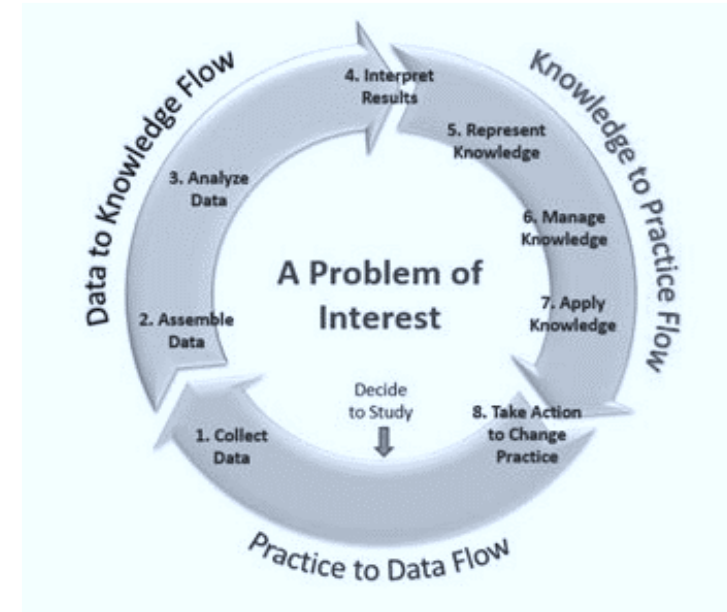 Data to Knowledge Flow
Knowledge to Practice Flow
4. Interpret
Results
5. Represent
Knowledge
3. Analyze
Data
6. Manage
Knowledge
A Problem of
Interest
7. Apply
Knowledge
2. Assemble
Data
Decide
to Study
8. Take Action
to Change
Practice
1. Collect
Data
Practice to Data Flow